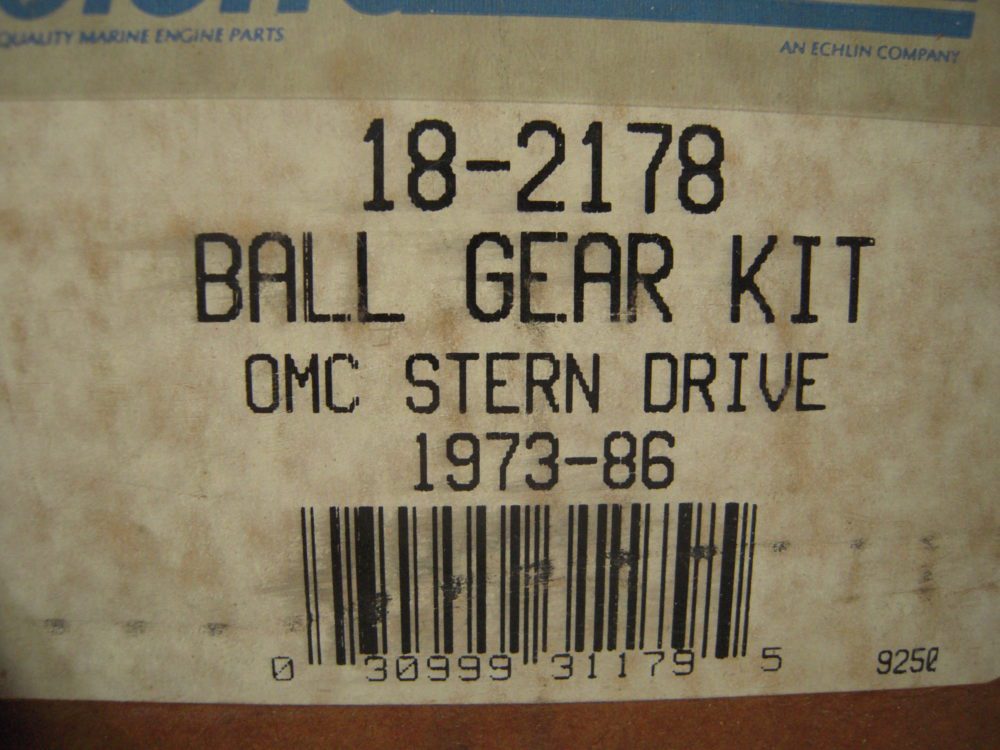 QUALITY MARINE ENGINE PARTS
AN ECHLIN COMPANY
18-2178
BALL GEAR KIT
OMC STERN DRIVE
1973-86
0 30999 31179 5
9250